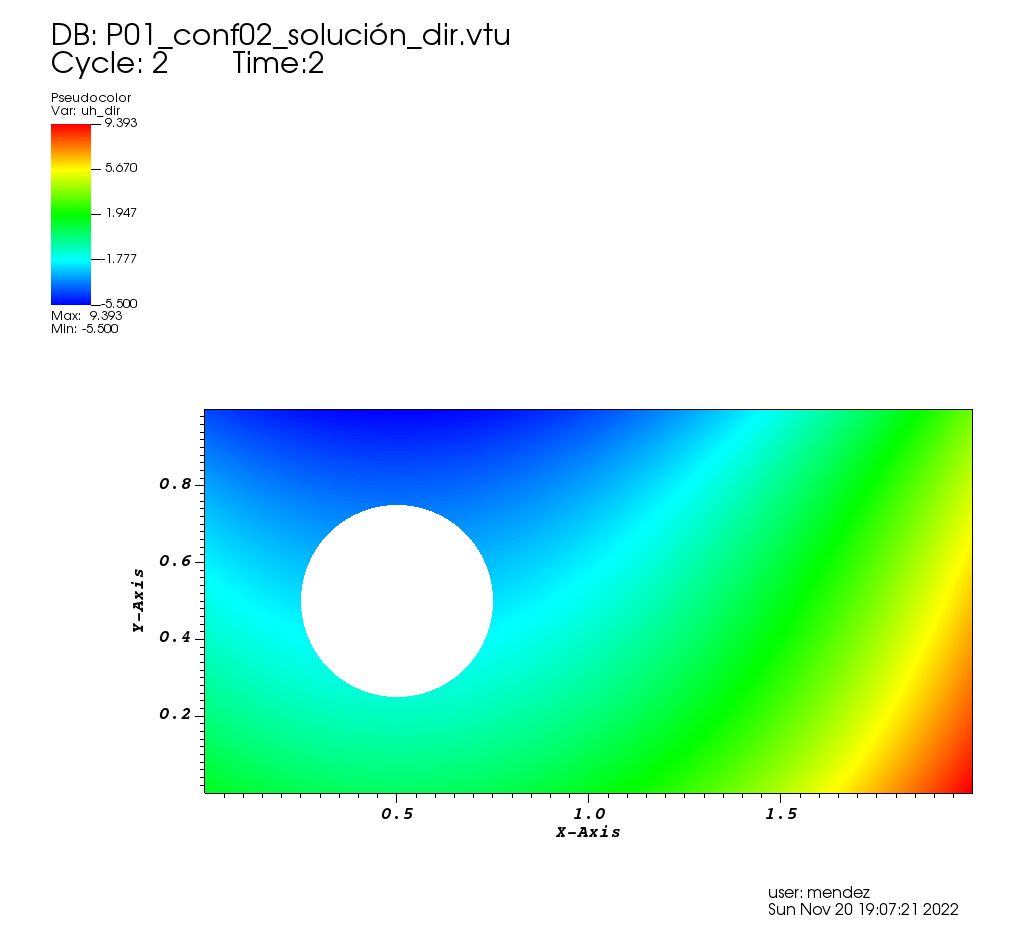 DB: P01_conf02_solución_dir.vtu
Cycle: 2 Time:2
Pseudocolor
Var: uh_dir
9.393
5.670
1.947
-1.777
-5.500
Max: 9.393
Min: -5.500
0.8
0.6
0.4
0.2
Y-Axis
0.5 1.0 1.5
X-Axis
user: mendez
Sun Nov 20 19:07:21 2022